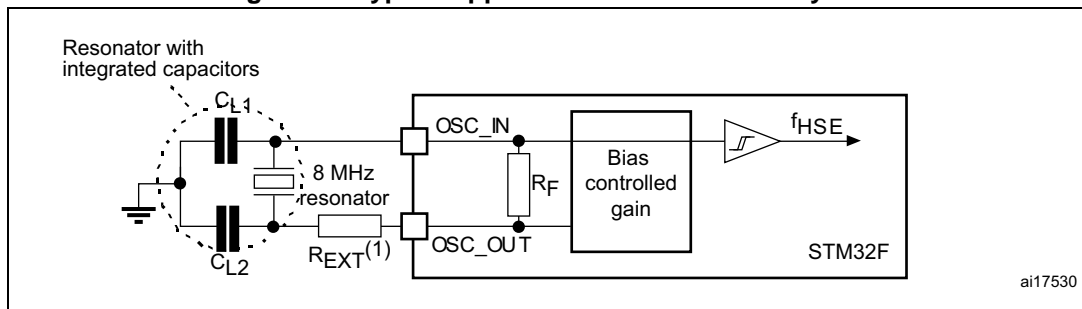 Resonator with
integrated capacitors
CL1
OSC_IN
fHSE
8 MHz
resonator
RF
Bias
controlled
gain
REXT(1)
OSC_OUT
STM32F
CL2
ai17530